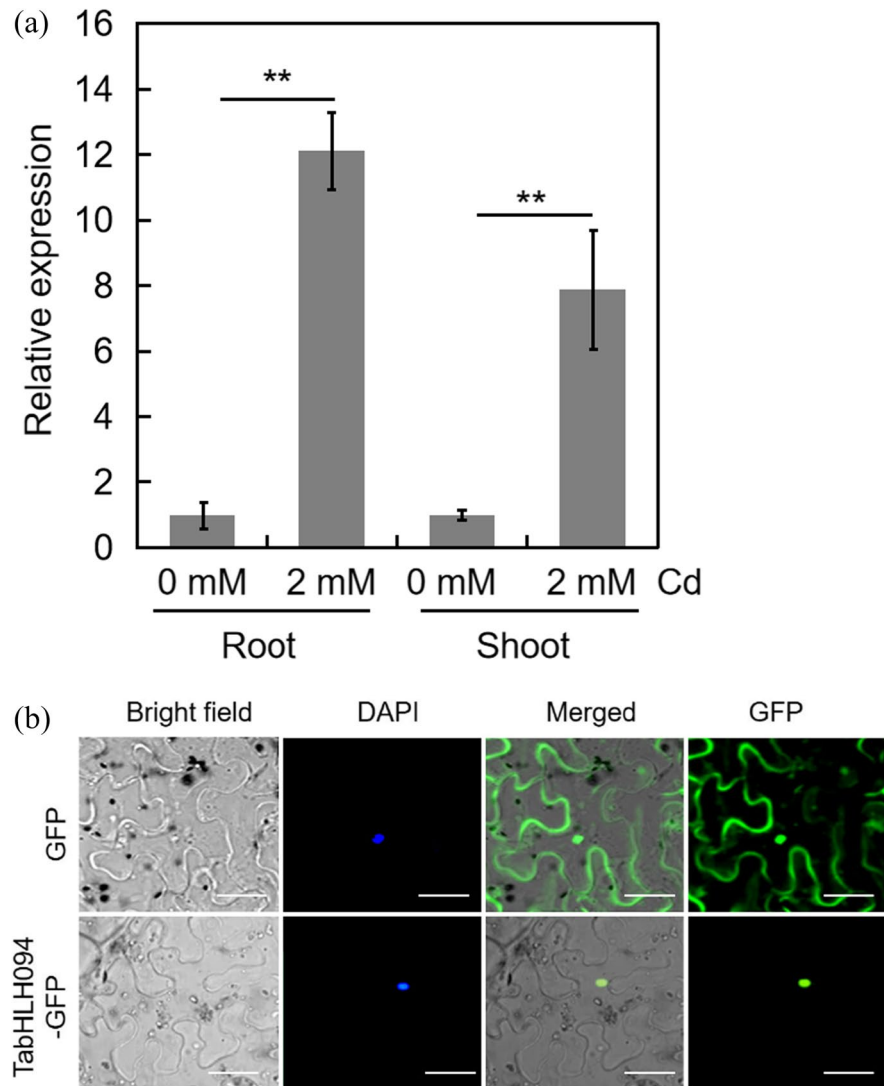 (a)
Relative expression
16
14
12
10
8
6
4
2
0
**
**
0 mM 2 mM 0 mM 2 mM Cd
Root Shoot
(b)
Bright field DAPI Merged GFP
GFP
TabHLH094
-GFP